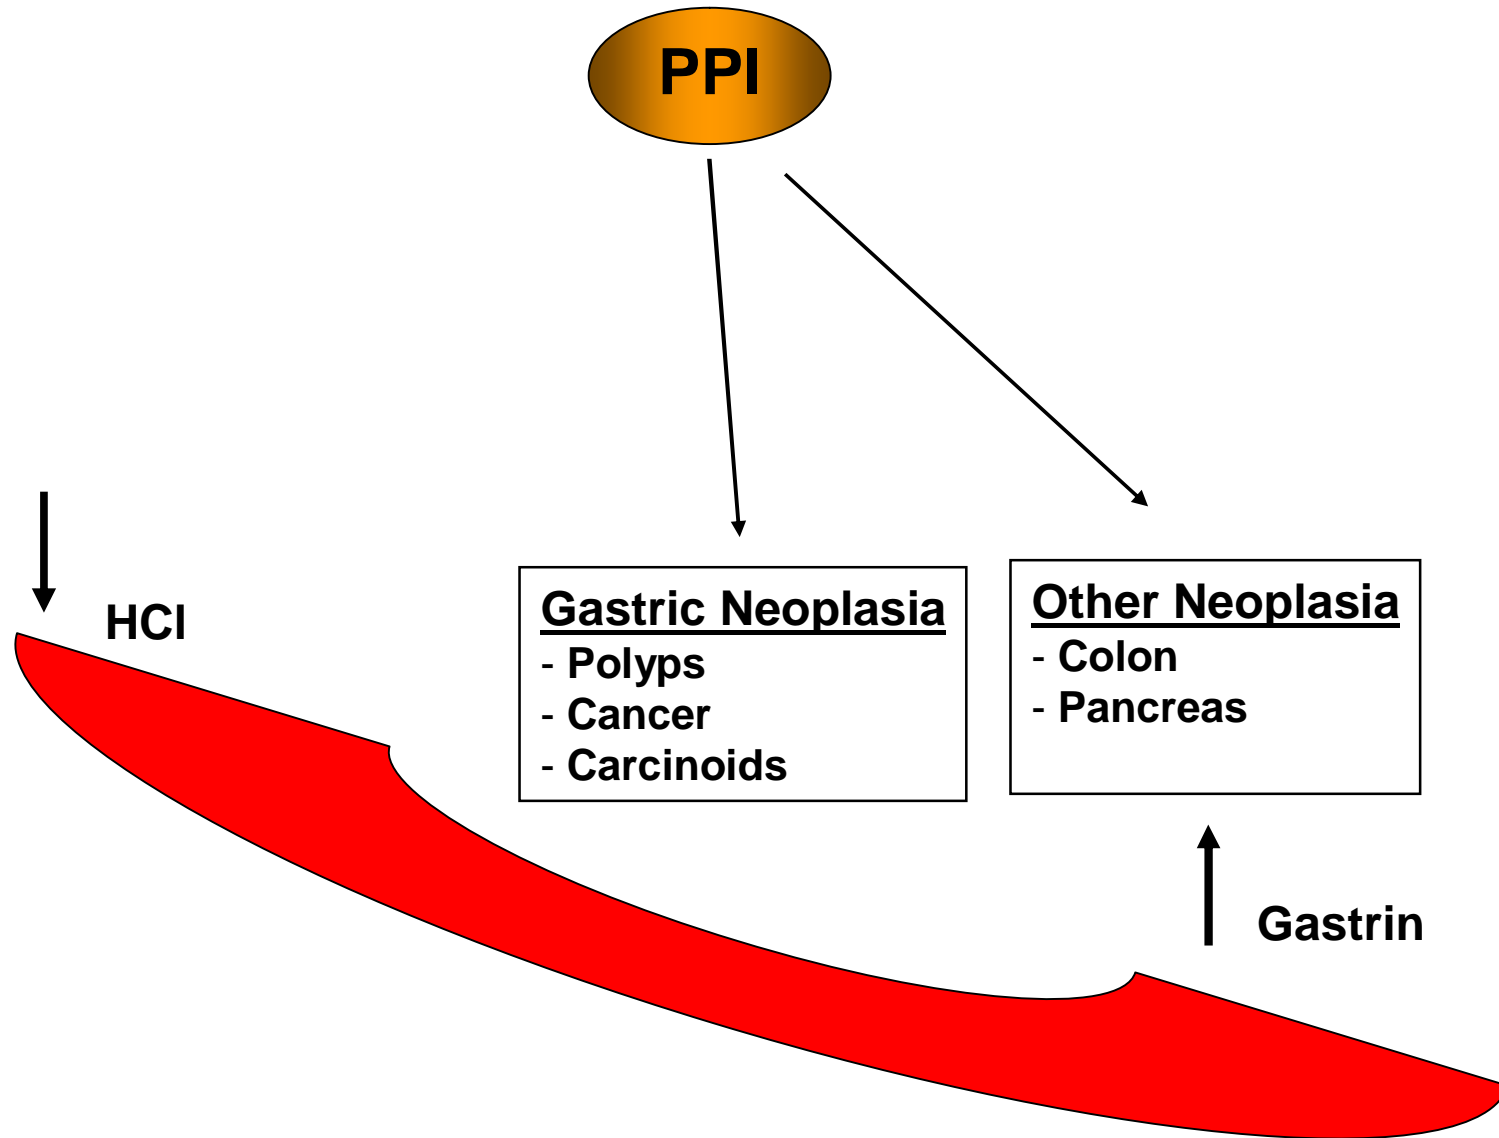 PPI
HCl
Gastric Neoplasia
- Polyps
- Cancer
- Carcinoids
Other Neoplasia
- Colon
- Pancreas
Gastrin